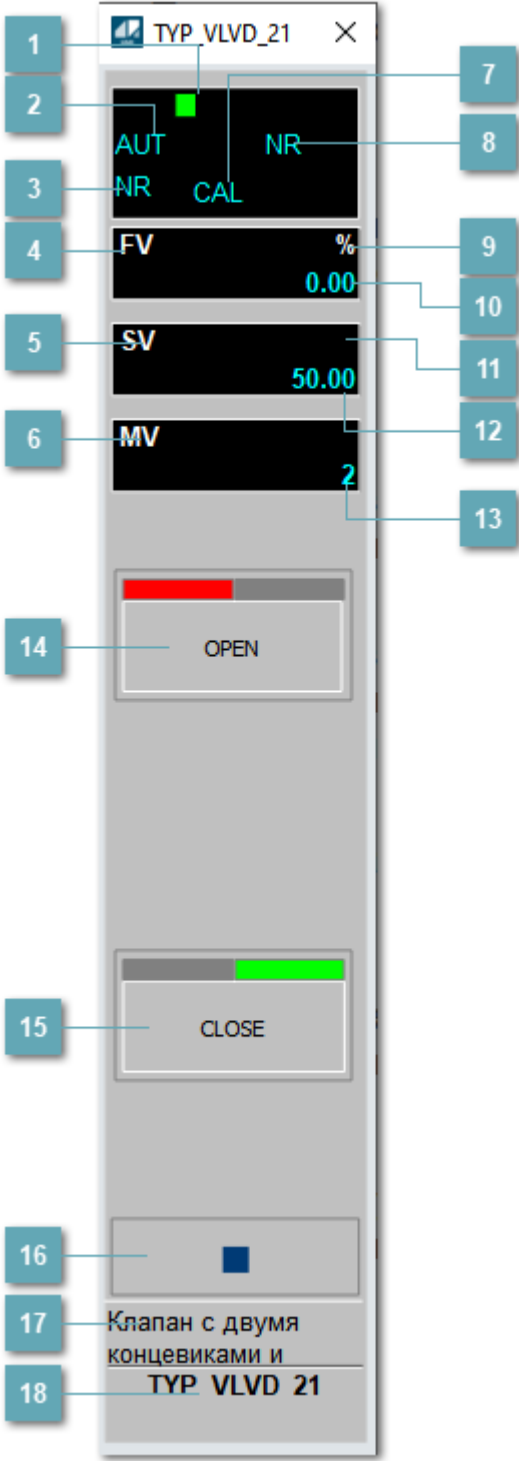 TYP_VLVD_21
1
2
7
AUT NR
8
3
NR CAL
4
FV %
9
0.00
10
5
SV
11
50.00
12
6
MV
2
13
14
OPEN
15
CLOSE
16
17
Клапан с двумя
концевиками и
18
TYP_VLVD_21